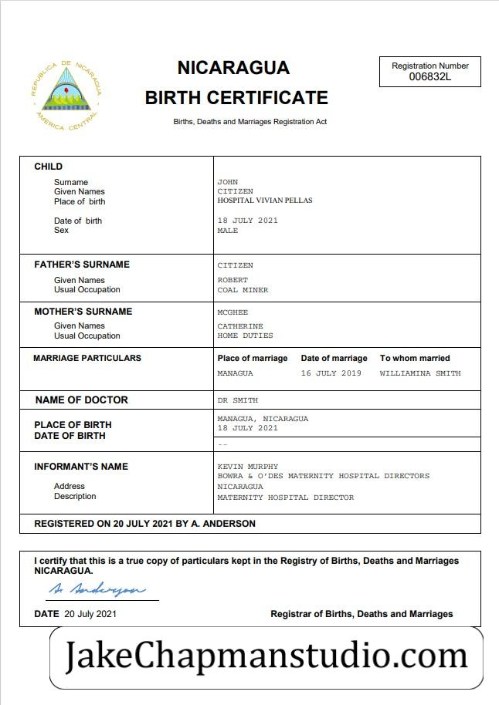 NICARAGUA
BIRTH CERTIFICATE
Births, Deaths and Marriages Registration Act
Registration Number
006832L
REPUBLICA DE NICARAGUA
AMERICA CENTRAL
CHILD
Surname JOHN
Given Names CITIZEN
Place of birth HOSPITAL VIVIAN PELLAS
Date of birth 18 JULY 2021
Sex MALE
FATHER'S SURNAME CITIZEN
Given Names ROBERT
Usual Occupation COAL MINER
MOTHER'S SURNAME MCGHEE
Given Names CATHERINE
Usual Occupation HOME DUTIES
MARRIAGE PARTICULARS Place of marriage Date of marriage To whom married
MANAGUA 16 JULY 2019 WILLIAMINA SMITH
NAME OF DOCTOR DR SMITH
PLACE OF BIRTH MANAGUA, NICARAGUA
DATE OF BIRTH 18 JULY 2021
--
INFORMANT'S NAME KEVIN MURPHY
BOWRA & O'DES MATERNITY HOSPITAL DIRECTORS
Address NICARAGUA
Description MATERNITY HOSPITAL DIRECTOR
REGISTERED ON 20 JULY 2021 BY A. ANDERSON
I certify that this is a true copy of particulars kept in the Registry of Births, Deaths and Marriages
NICARAGUA.
A. Anderson
DATE 20 July 2021 Registrar of Births, Deaths and Marriages
JakeChapmanstudio.com